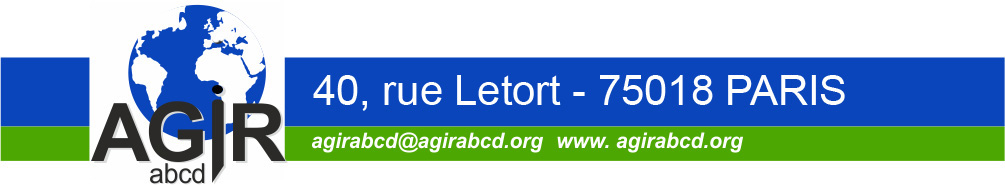 AGIR
abcd
40, rue Letort - 75018 PARIS
agirabcd@agirabcd.org www. agirabcd.org